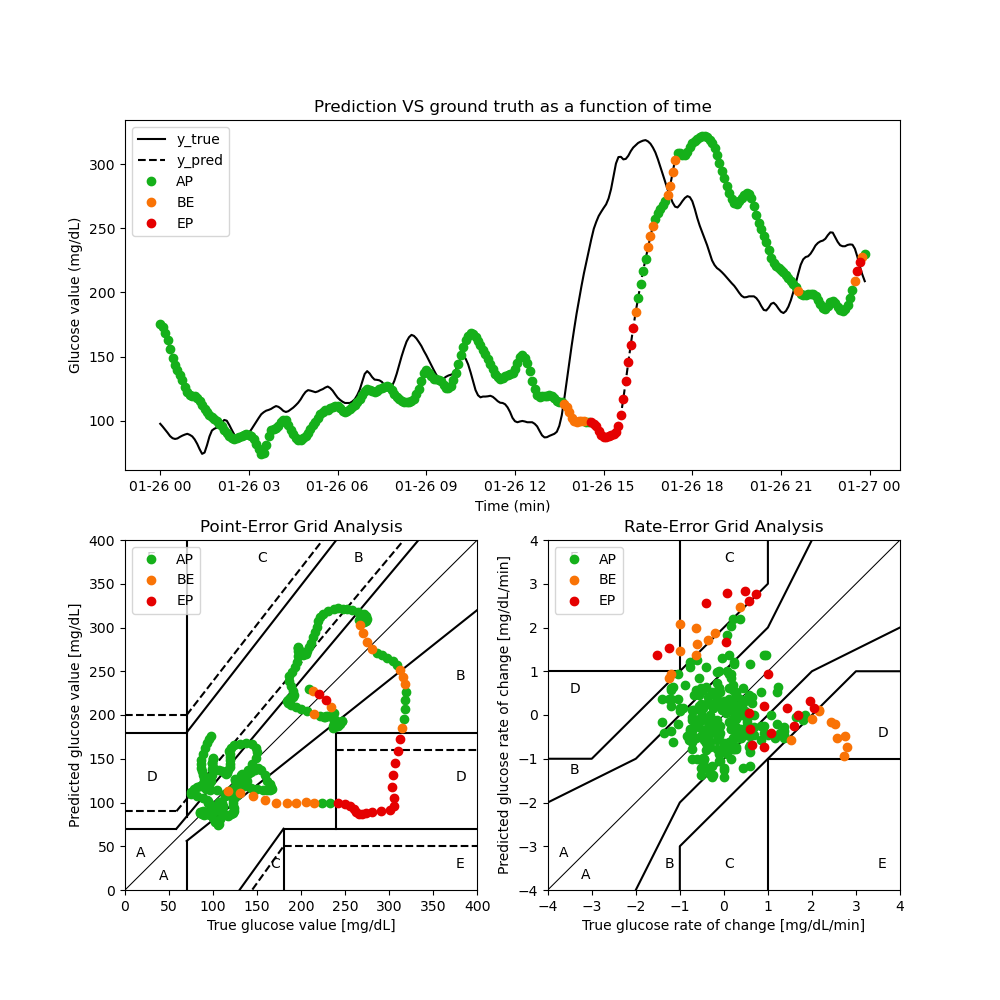 Prediction VS ground truth as a function of time
Glucose value (mg/dL)
300
250
200
150
100
y_true
y_pred
AP
BE
EP
01-26 00 01-26 03 01-26 06 01-26 09 01-26 12 01-26 15 01-26 18 01-26 21 01-27 00
Time (min)
Point-Error Grid Analysis
Predicted glucose value [mg/dL]
400
350
300
250
200
150
100
50
0
AP
BE
EP
C
B
B
D
D
A
A
C
E
0 50 100 150 200 250 300 350 400
True glucose value [mg/dL]
Rate-Error Grid Analysis
Predicted glucose rate of change [mg/dL/min]
4
3
2
1
0
−1
−2
−3
−4
AP
BE
EP
C
D
D
B
A
A
B
C
E
−4 −3 −2 −1 0 1 2 3 4
True glucose rate of change [mg/dL/min]